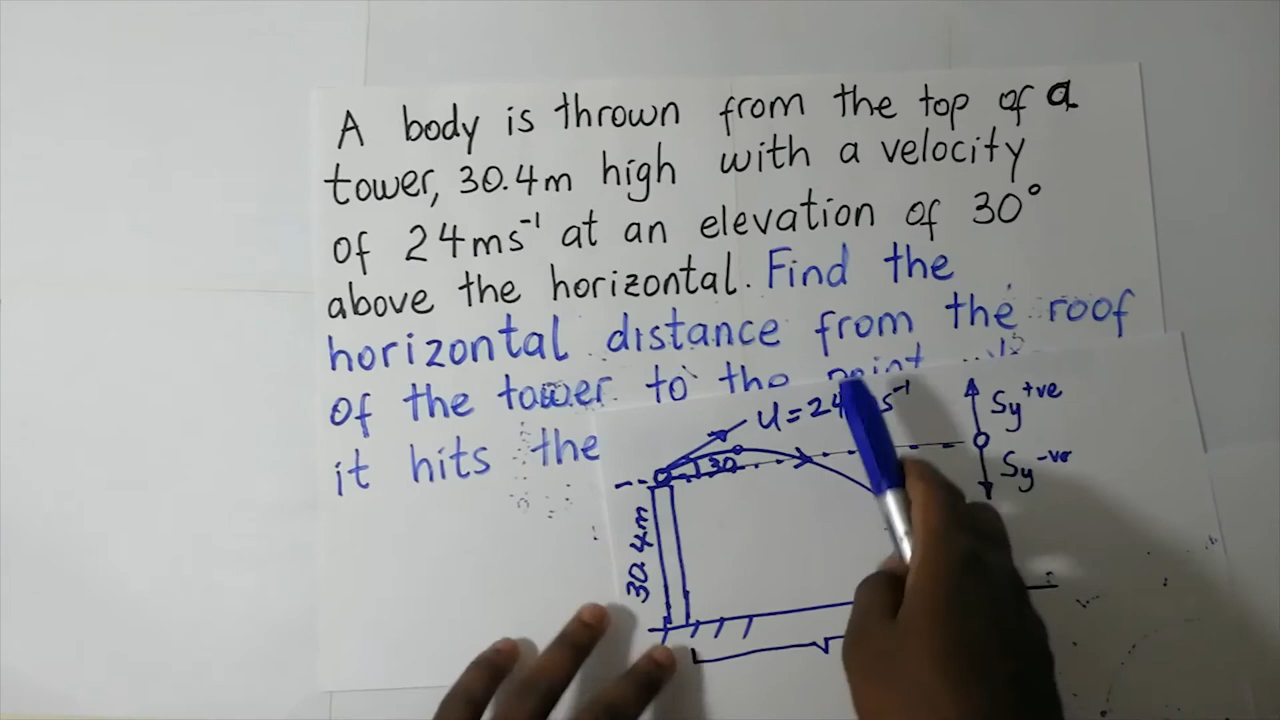 A body is thrown from the top of a
tower, 30.4m high with a velocity
of 24ms⁻¹ at an elevation of 30°
above the horizontal. Find the
horizontal distance from the roof
of the tower to the point
it hits the
U=24 s⁻¹
30
30.4m
Sy⁺ᵛᵉ
Sy⁻ᵛᵉ